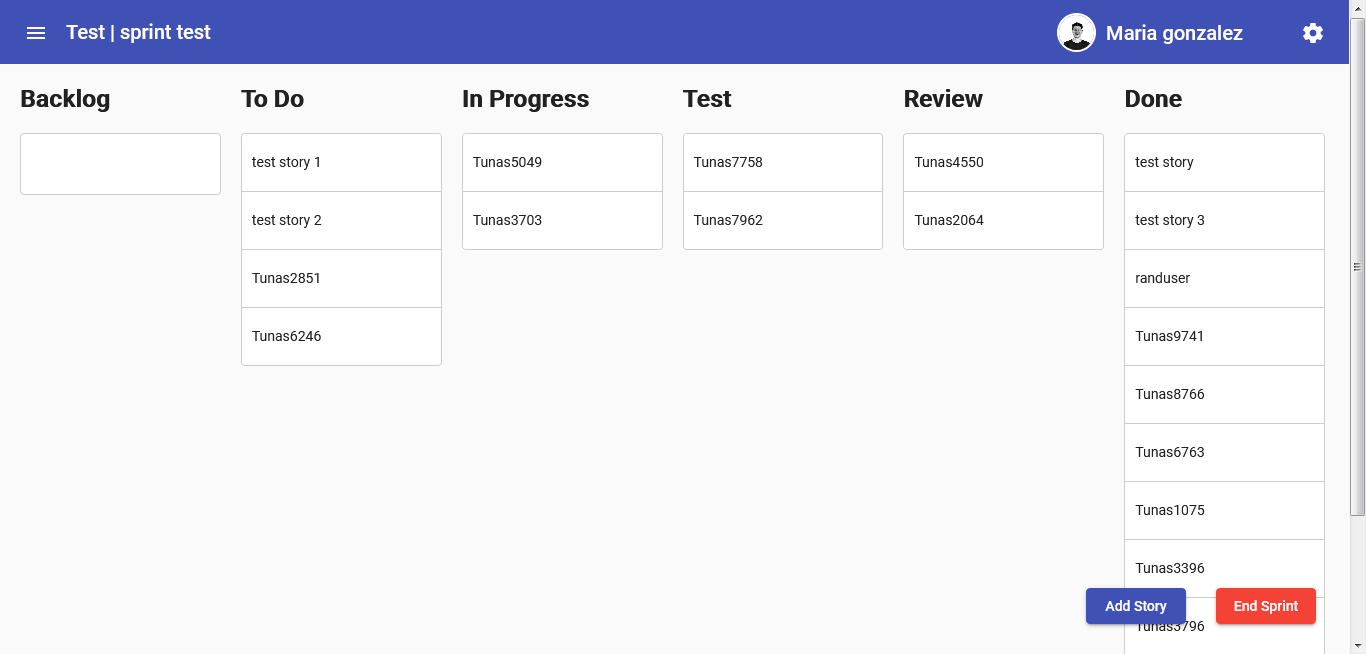 Test | sprint test
Maria gonzalez
Backlog
To Do
test story 1
test story 2
Tunas2851
Tunas6246
In Progress
Tunas5049
Tunas3703
Test
Tunas7758
Tunas7962
Review
Tunas4550
Tunas2064
Done
test story
test story 3
randuser
Tunas9741
Tunas8766
Tunas6763
Tunas1075
Tunas3396
Tunas3796
Add Story
End Sprint